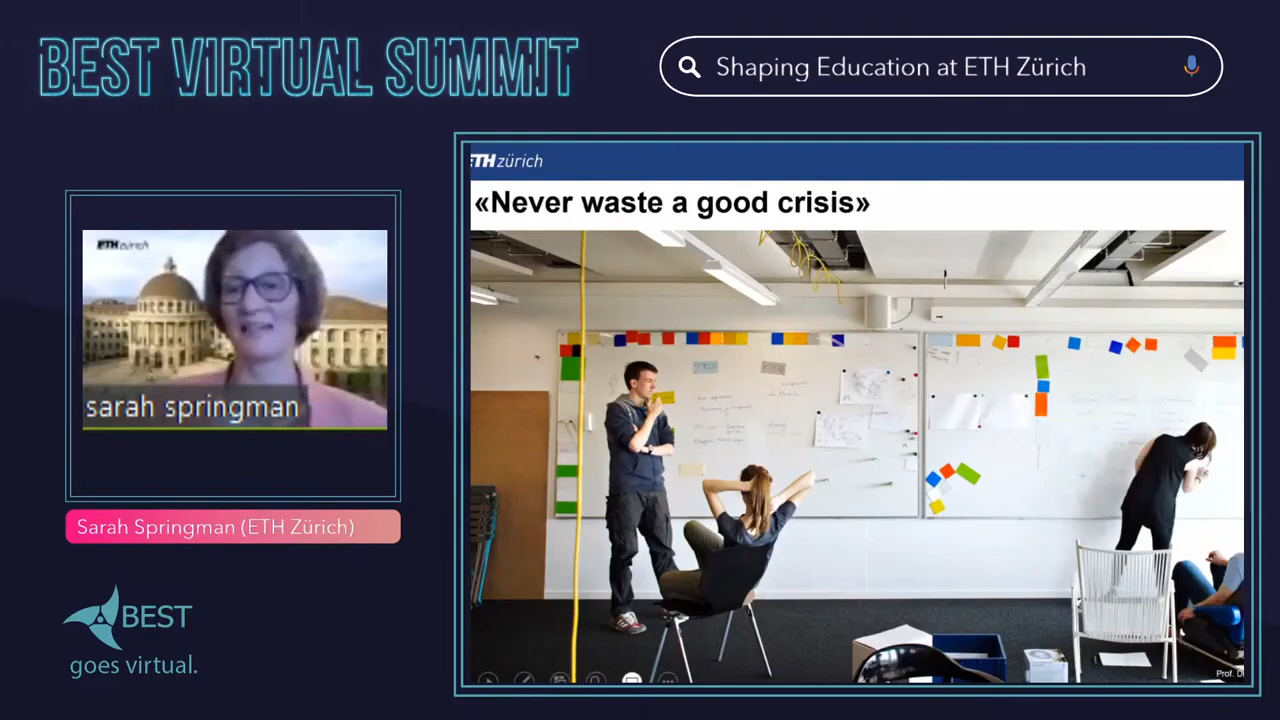 BEST VIRTUAL SUMMIT
Shaping Education at ETH Zürich
ETH zürich
«Never waste a good crisis»
ETH zürich
sarah springman
Sarah Springman (ETH Zürich)
BEST
goes virtual.
Prof. D